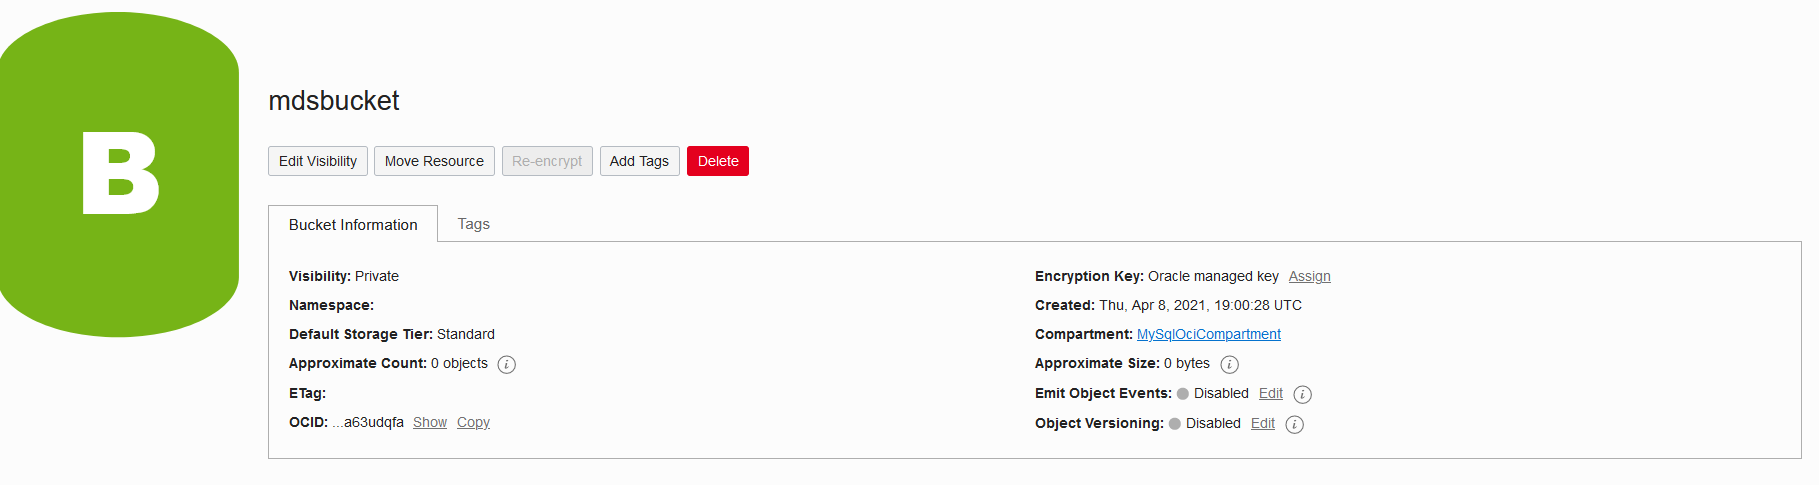 B
mdsbucket
Edit Visibility Move Resource Re-encrypt Add Tags Delete
Bucket Information Tags
Visibility: Private Encryption Key: Oracle managed key Assign
Namespace: Created: Thu, Apr 8, 2021, 19:00:28 UTC
Default Storage Tier: Standard Compartment: MySqlOciCompartment
Approximate Count: 0 objects i Approximate Size: 0 bytes i
ETag: Emit Object Events: Disabled Edit i
OCID: ...a63udqfa Show Copy Object Versioning: Disabled Edit i